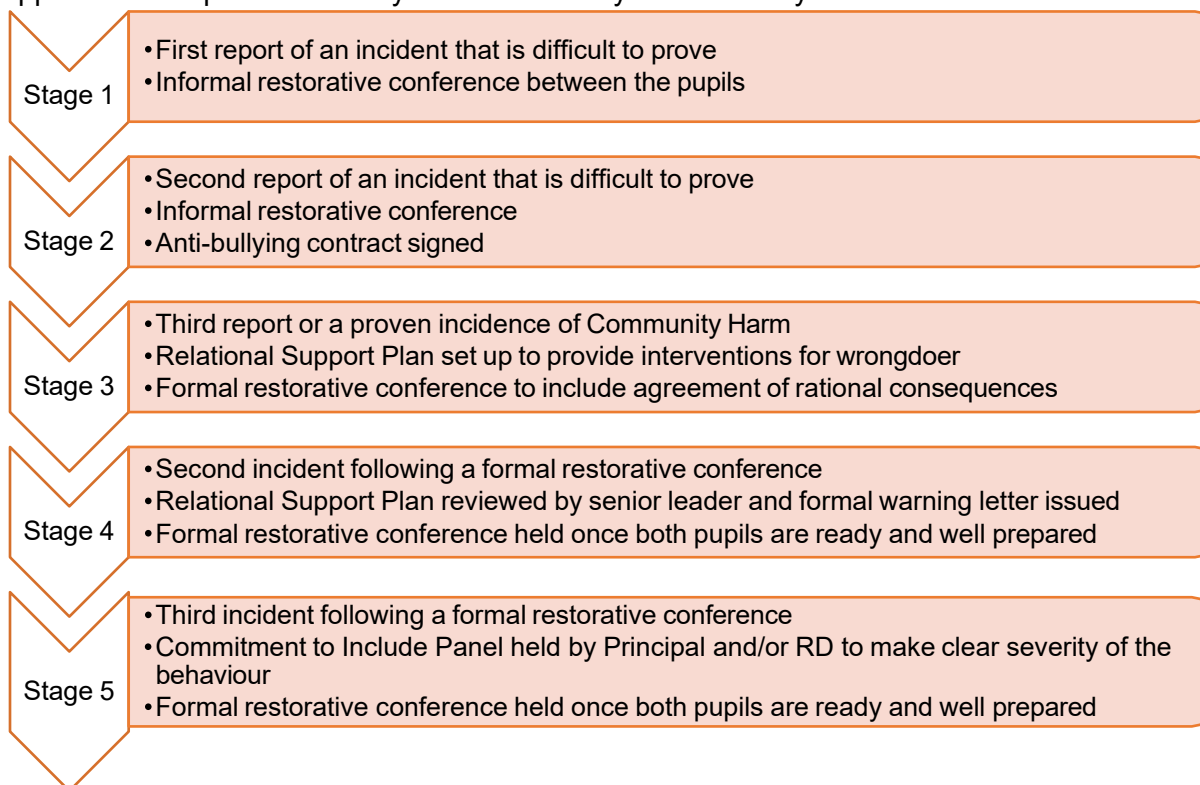 Stage 1
•First report of an incident that is difficult to prove
•Informal restorative conference between the pupils
Stage 2
•Second report of an incident that is difficult to prove
•Informal restorative conference
•Anti-bullying contract signed
Stage 3
•Third report or a proven incidence of Community Harm
•Relational Support Plan set up to provide interventions for wrongdoer
•Formal restorative conference to include agreement of rational consequences
Stage 4
•Second incident following a formal restorative conference
•Relational Support Plan reviewed by senior leader and formal warning letter issued
•Formal restorative conference held once both pupils are ready and well prepared
Stage 5
•Third incident following a formal restorative conference
•Commitment to Include Panel held by Principal and/or RD to make clear severity of the
behaviour
•Formal restorative conference held once both pupils are ready and well prepared